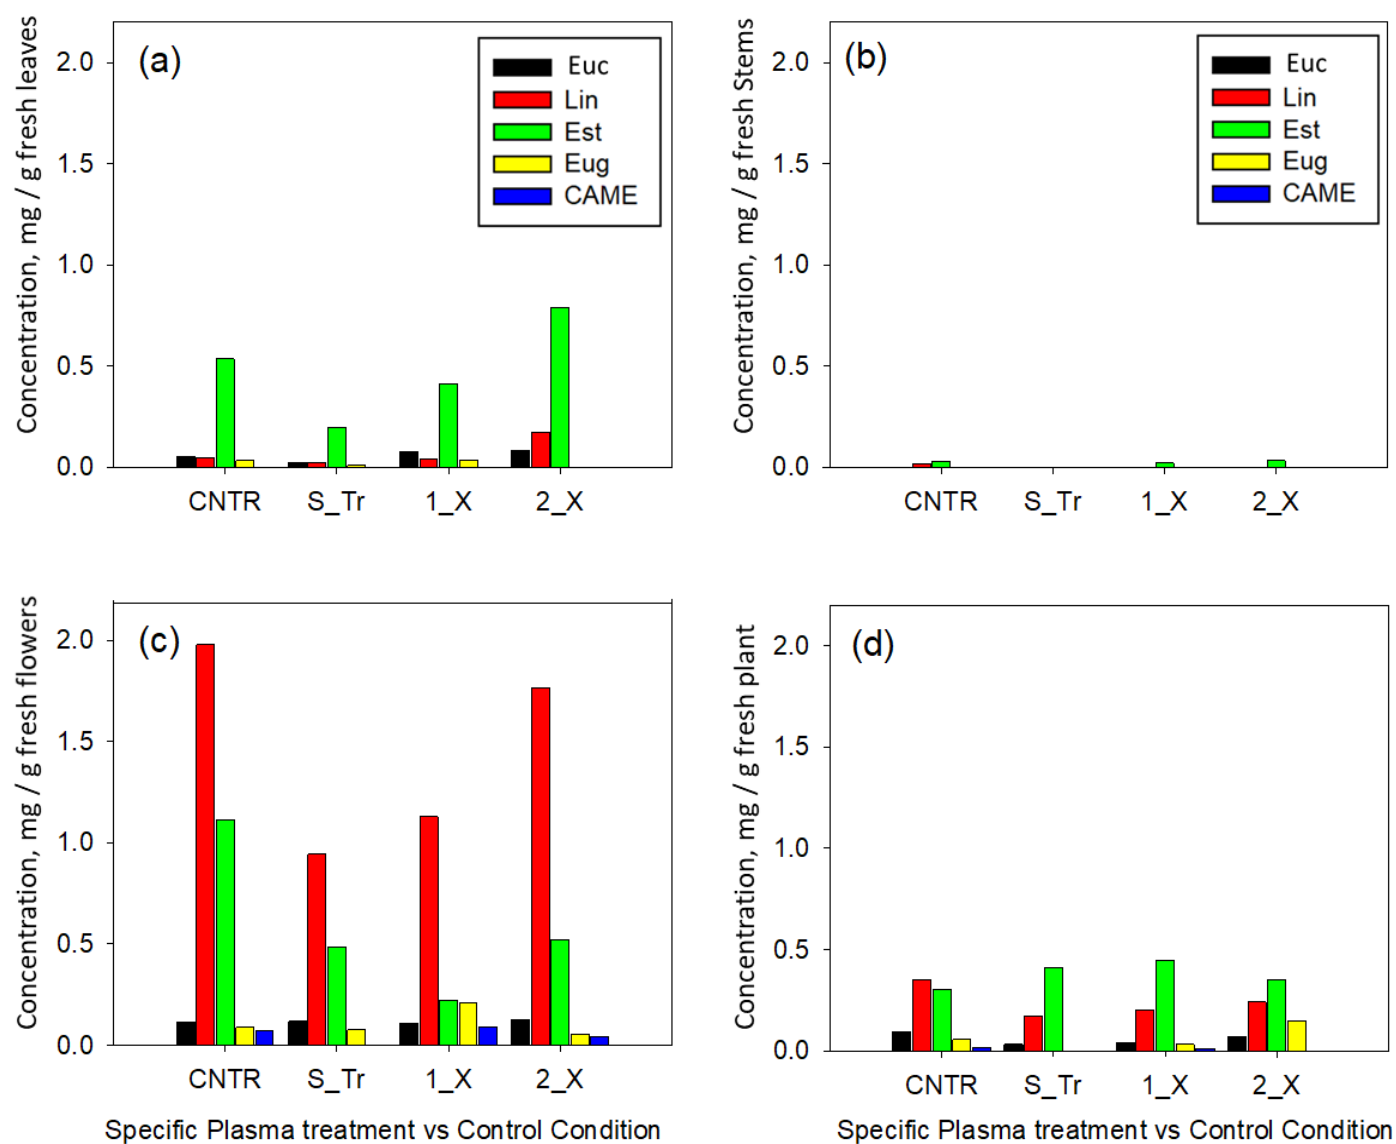 Concentration, mg / g fresh leaves
(a)
2.0
1.5
1.0
0.5
0.0
Euc
Lin
Est
Eug
CAME
CNTR S_Tr 1_X 2_X
Concentration, mg / g fresh Stems
(b)
2.0
1.5
1.0
0.5
0.0
Euc
Lin
Est
Eug
CAME
CNTR S_Tr 1_X 2_X
Concentration, mg / g fresh flowers
(c)
2.0
1.5
1.0
0.5
0.0
CNTR S_Tr 1_X 2_X
Specific Plasma treatment vs Control Condition
Concentration, mg / g fresh plant
(d)
2.0
1.5
1.0
0.5
0.0
CNTR S_Tr 1_X 2_X
Specific Plasma treatment vs Control Condition